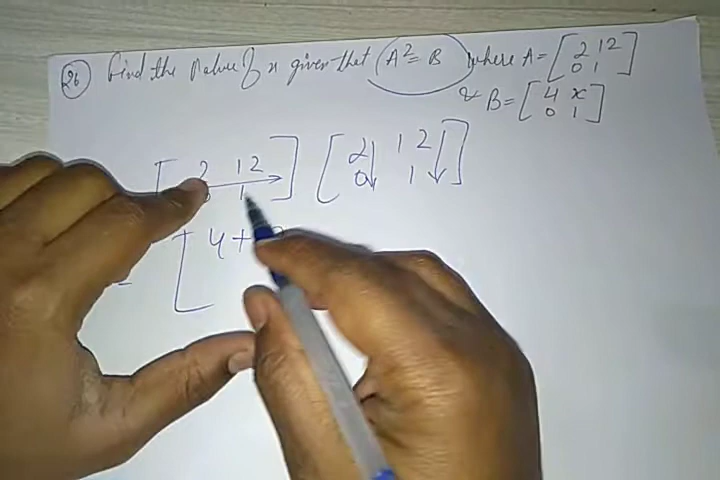 26 Find the value of x given that A² = B where A = [ 2 12
0 1 ]
& B = [ 4 x
0 1 ]
[ 2 12 ] [ 2 12 ]
1 0 1
= [ 4 +